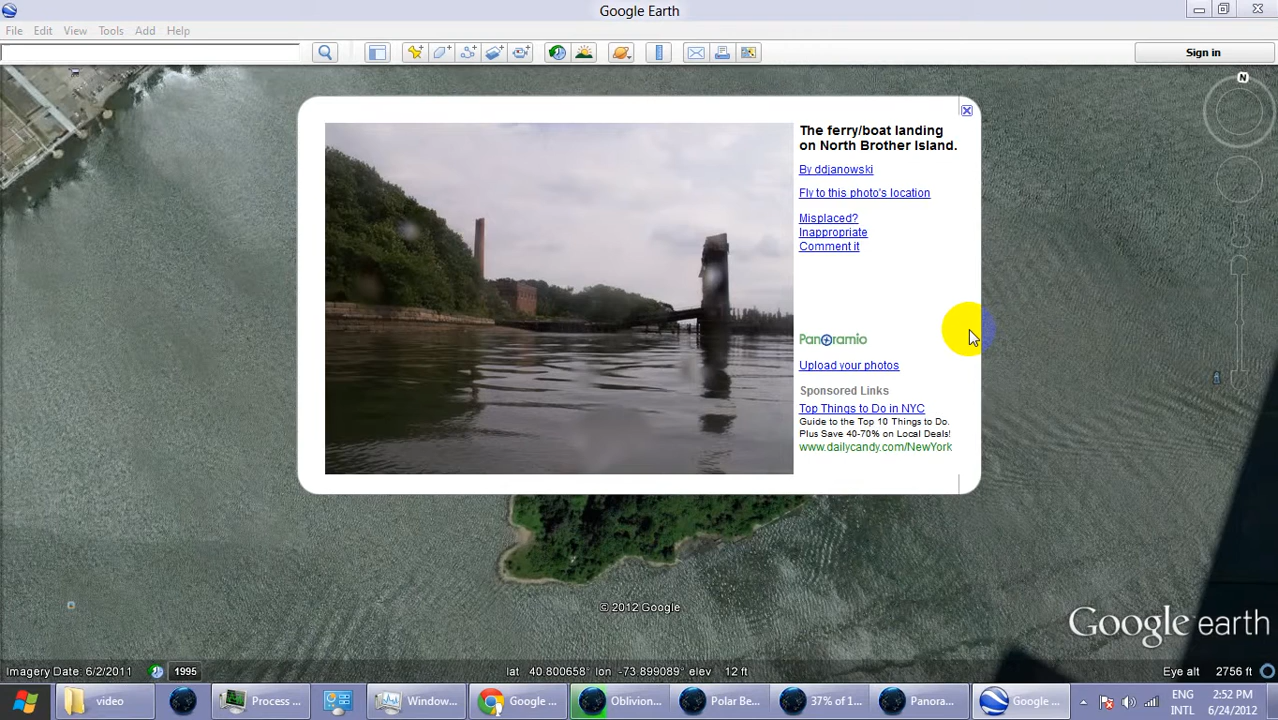 Google Earth
File Edit View Tools Add Help
Sign in
N
The ferry/boat landing
on North Brother Island.
By ddjanowski
Fly to this photo's location
Misplaced?
Inappropriate
Comment it
Panoramio
Upload your photos
Sponsored Links
Top Things to Do in NYC
Guide to the Top 10 Things to Do.
Plus Save 40-70% on Local Deals!
www.dailycandy.com/NewYork
© 2012 Google
Google earth
Imagery Date: 6/2/2011 1995 lat 40.800658° lon -73.899089° elev 12 ft Eye alt 2756 ft
video Process ... Window... Google ... Oblivion... Polar Be... 37% of 1... Panora... Google ...
ENG 2:52 PM
INTL 6/24/2012